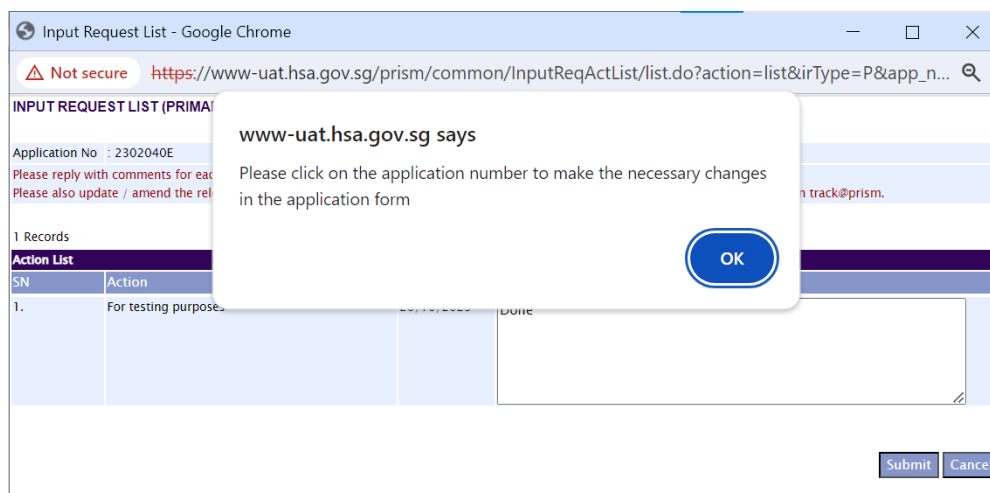 Input Request List - Google Chrome
Not secure https://www-uat.hsa.gov.sg/prism/common/InputReqActList/list.do?action=list&irType=P&app_n...
INPUT REQUEST LIST (PRIMA
www-uat.hsa.gov.sg says
Application No : 2302040E
Please reply with comments for eac
Please click on the application number to make the necessary changes
in the application form
Please also update / amend the rel
n track@prism.
1 Records
OK
Action List
SN Action
1. For testing purposes
Done
Submit Cance